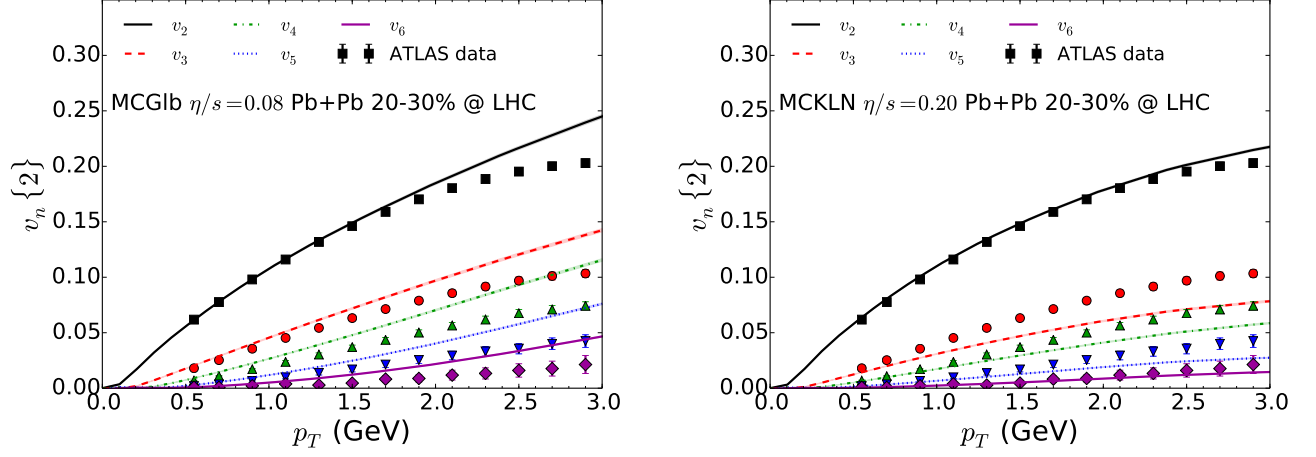 v₂ v₄ v₆
v₃ v₅ ATLAS data
MCGlb η/s=0.08 Pb+Pb 20-30% @ LHC
vₙ{2}
0.30
0.25
0.20
0.15
0.10
0.05
0.00
0.0 0.5 1.0 1.5 2.0 2.5 3.0
p_T (GeV)
v₂ v₄ v₆
v₃ v₅ ATLAS data
MCKLN η/s=0.20 Pb+Pb 20-30% @ LHC
vₙ{2}
0.30
0.25
0.20
0.15
0.10
0.05
0.00
0.0 0.5 1.0 1.5 2.0 2.5 3.0
p_T (GeV)